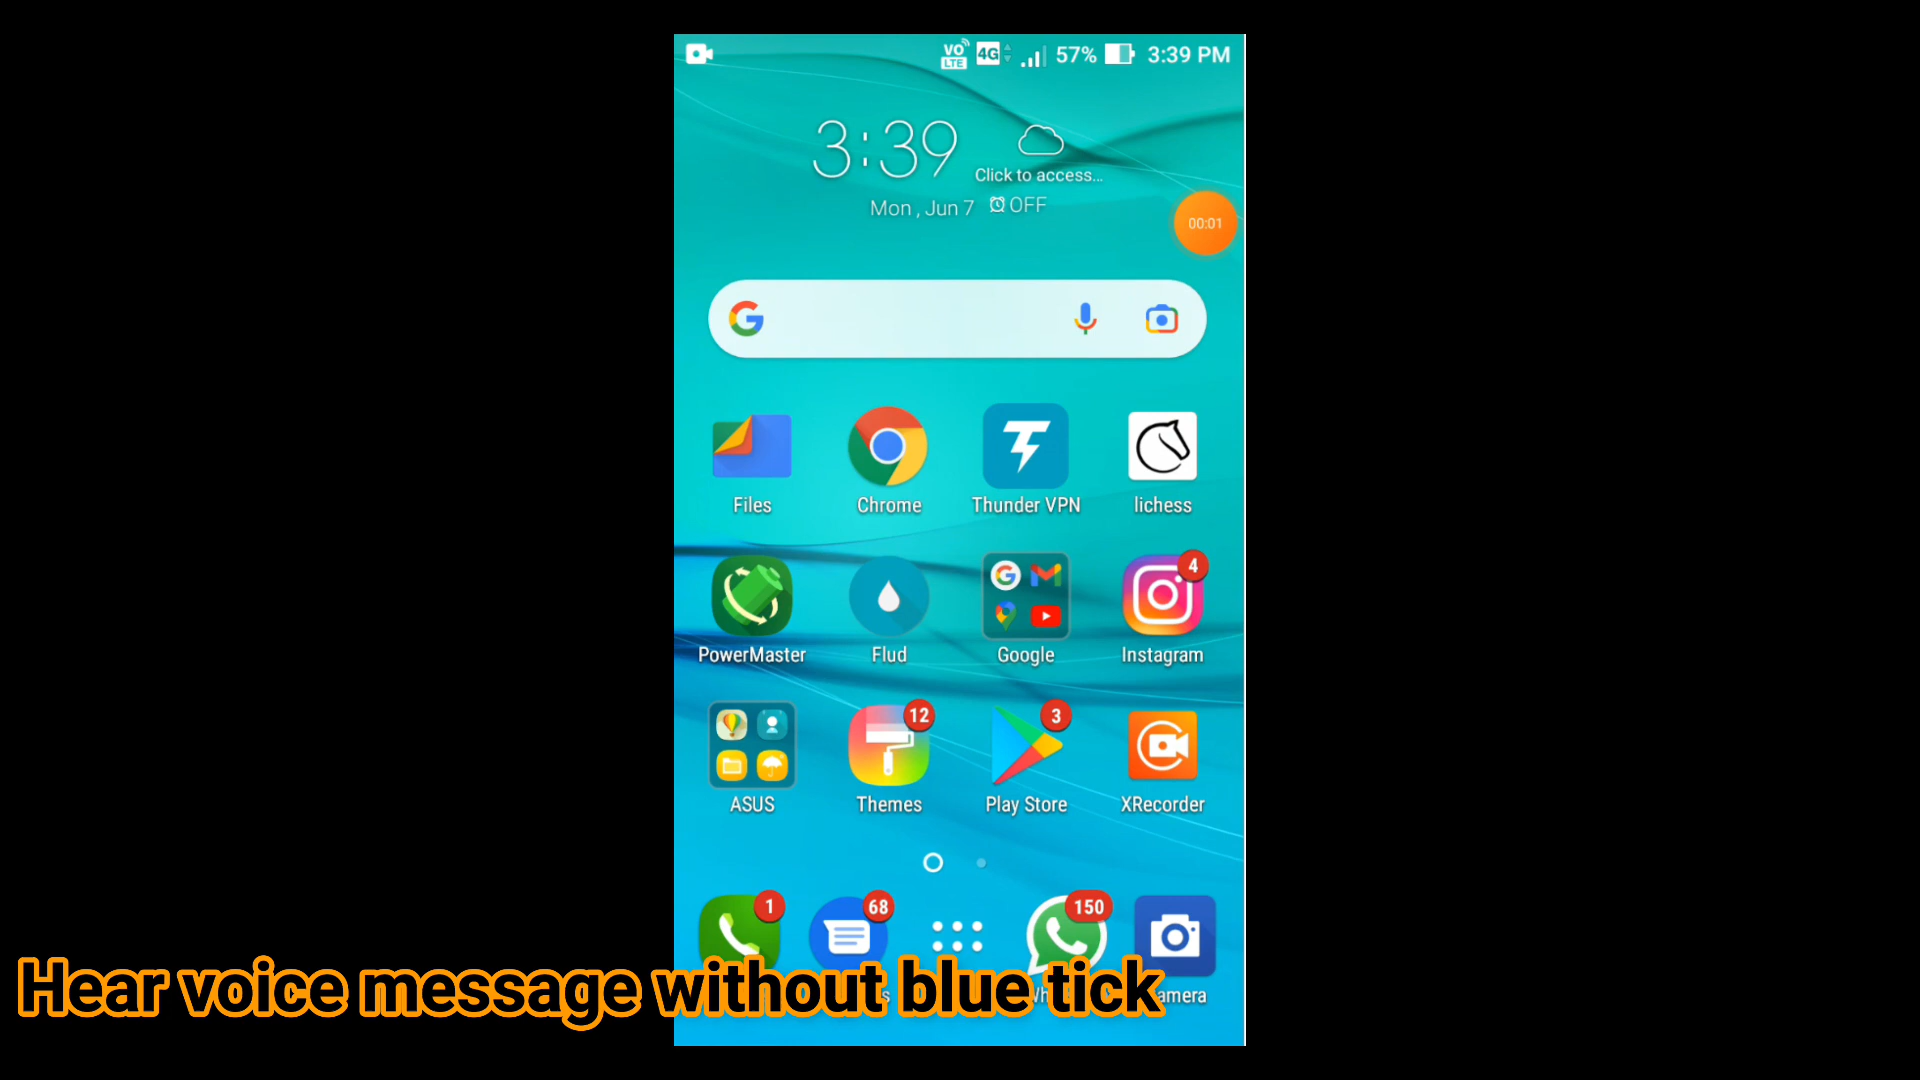 VO LTE 4G 57% 3:39 PM
3:39
Click to access...
Mon , Jun 7 OFF
00:01
Files Chrome Thunder VPN lichess
4
PowerMaster Flud Google Instagram
12 3
ASUS Themes Play Store XRecorder
1 68 150
Hear voice message without blue tick